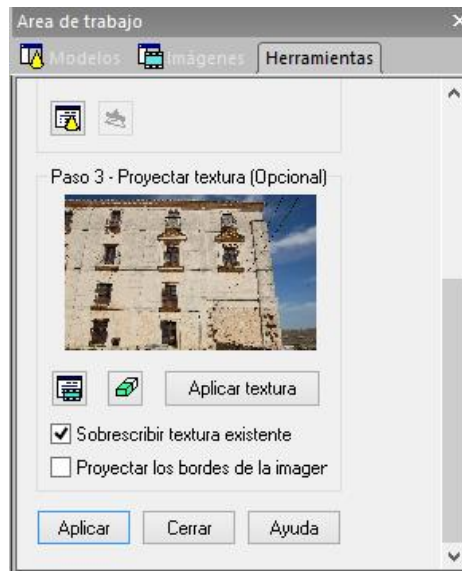 Area de trabajo
Modelos Imágenes Herramientas
Paso 3 - Proyectar textura (Opcional)
Aplicar textura
Sobrescribir textura existente
Proyectar los bordes de la imager
Aplicar Cerrar Ayuda